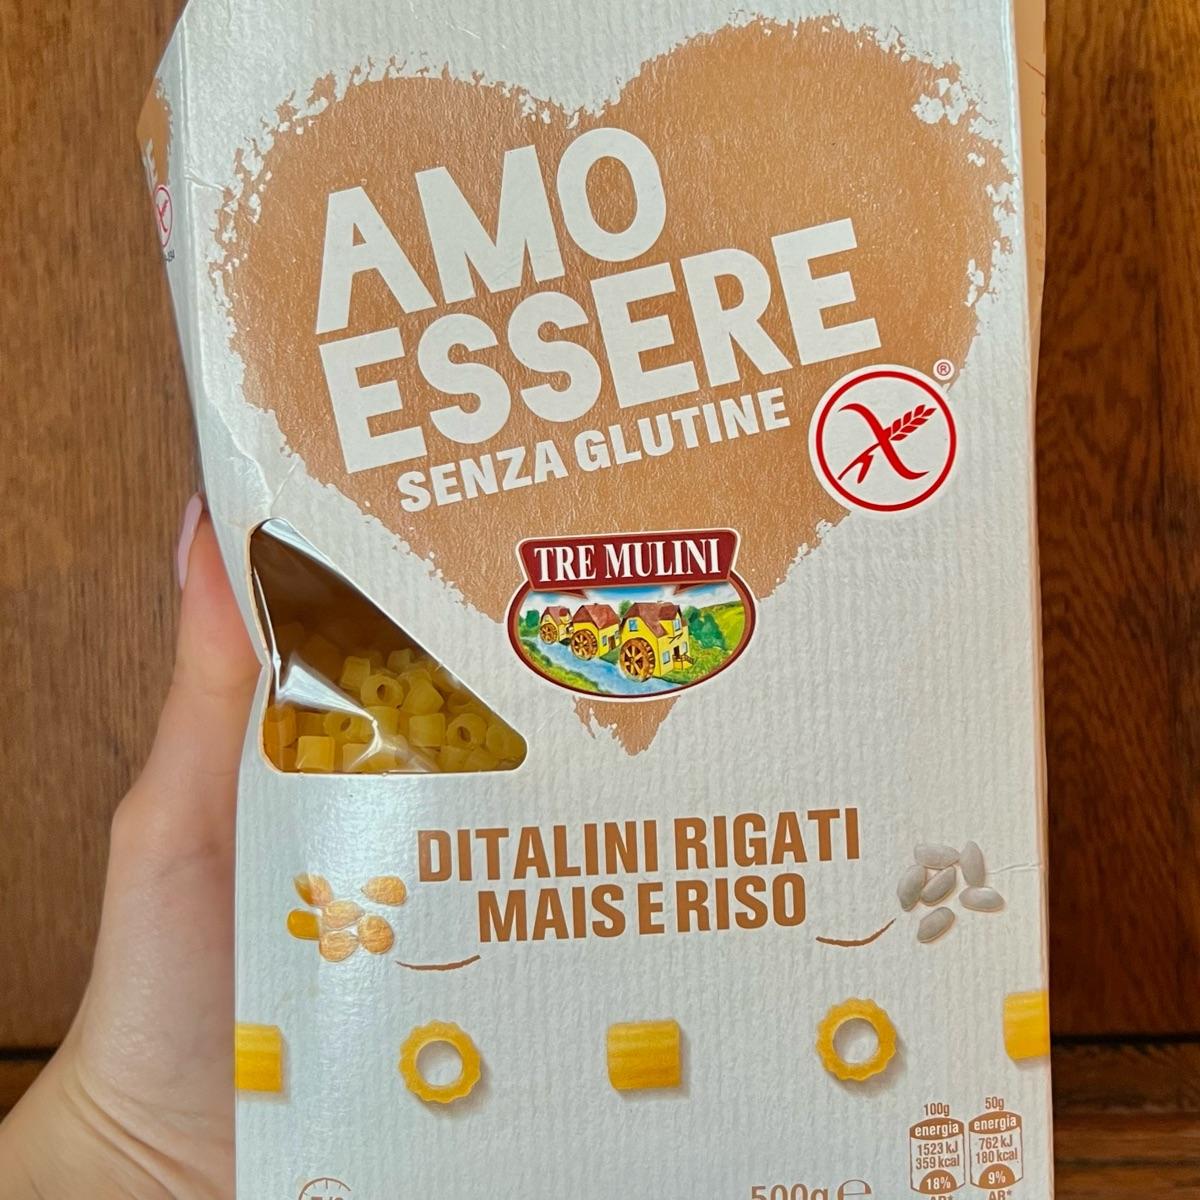 AMO
ESSERE
SENZA GLUTINE
®
TRE MULINI
DITALINI RIGATI
MAIS E RISO
100g
energia
1523 kJ
359 kcal
18%
50g
energia
762 kJ
180 kcal
9%
500g e